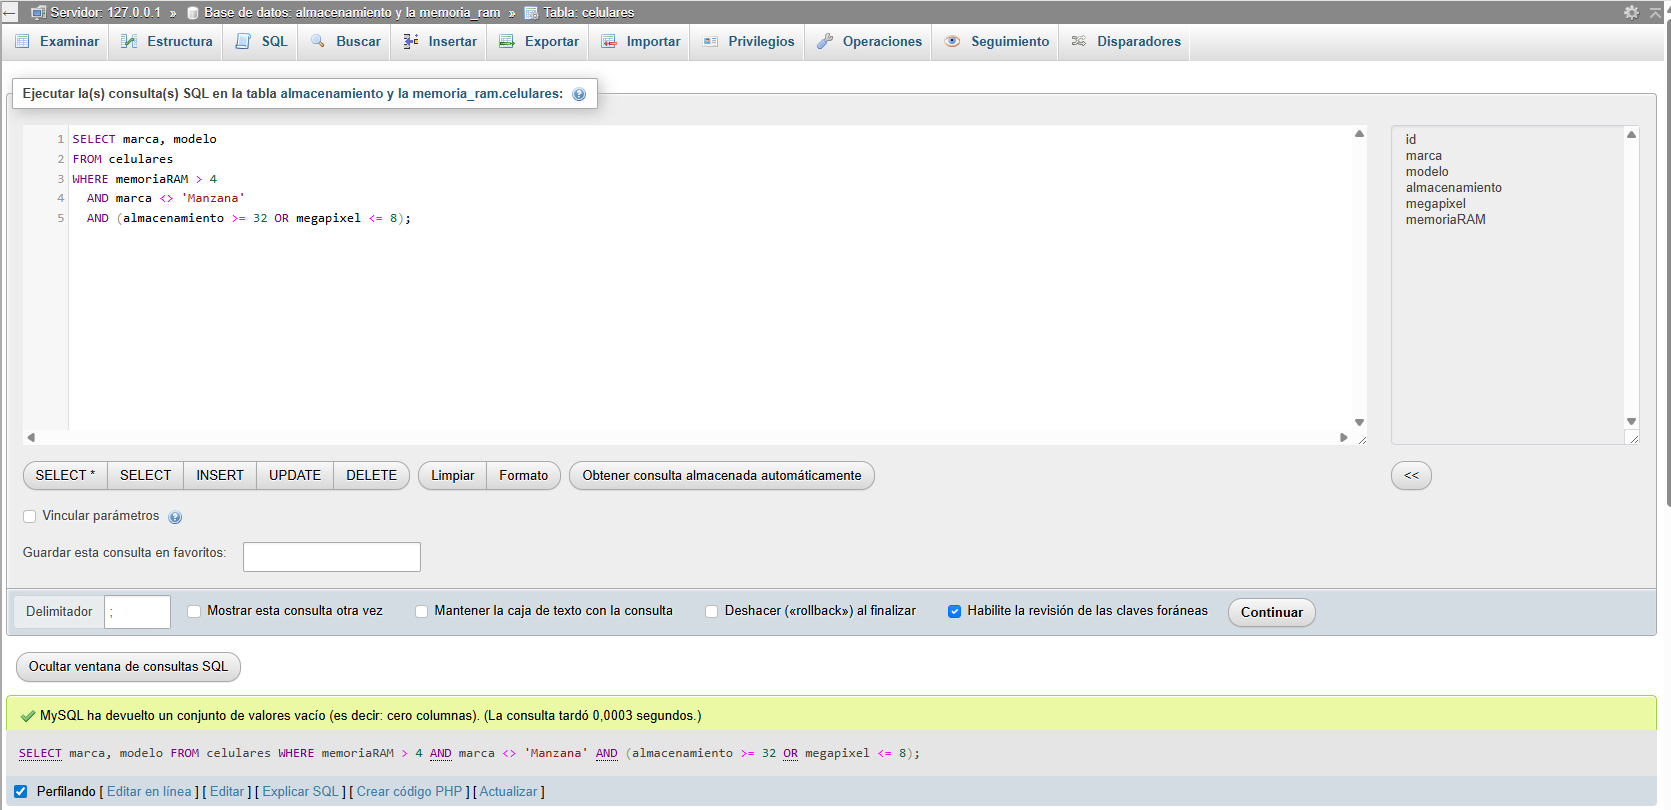 Servidor: 127.0.0.1 » Base de datos: almacenamiento y la memoria_ram » Tabla: celulares
Examinar Estructura SQL Buscar Insertar Exportar Importar Privilegios Operaciones Seguimiento Disparadores
Ejecutar la(s) consulta(s) SQL en la tabla almacenamiento y la memoria_ram.celulares:
1 SELECT marca, modelo
2 FROM celulares
3 WHERE memoriaRAM > 4
4 AND marca <> 'Manzana'
5 AND (almacenamiento >= 32 OR megapixel <= 8);
id
marca
modelo
almacenamiento
megapixel
memoriaRAM
SELECT * SELECT INSERT UPDATE DELETE Limpiar Formato Obtener consulta almacenada automáticamente <<
Vincular parámetros
Guardar esta consulta en favoritos:
Delimitador ; Mostrar esta consulta otra vez Mantener la caja de texto con la consulta Deshacer («rollback») al finalizar Habilite la revisión de las claves foráneas Continuar
Ocultar ventana de consultas SQL
MySQL ha devuelto un conjunto de valores vacío (es decir: cero columnas). (La consulta tardó 0,0003 segundos.)
SELECT marca, modelo FROM celulares WHERE memoriaRAM > 4 AND marca <> 'Manzana' AND (almacenamiento >= 32 OR megapixel <= 8);
Perfilando [ Editar en línea ] [ Editar ] [ Explicar SQL ] [ Crear código PHP ] [ Actualizar ]